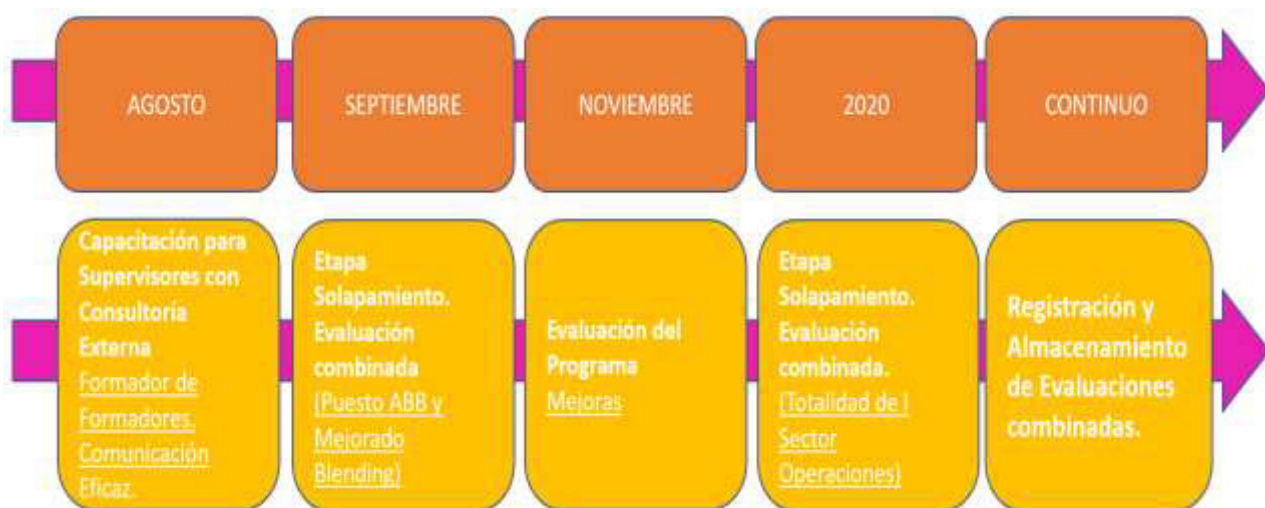 AGOSTO
SEPTIEMBRE
NOVIEMBRE
2020
CONTINUO
Capacitación para
Supervisores con
Consultoría
Externa
Formador de
Formadores.
Comunicación
Eficaz.
Etapa
Solapamiento.
Evaluación
combinada
(Puesto ABB y
Mejorado
Blending)
Evaluación del
Programa
Mejoras
Etapa
Solapamiento.
Evaluación
combinada.
(Totalidad de l
Sector
Operaciones)
Registración y
Almacenamiento
de Evaluaciones
combinadas.